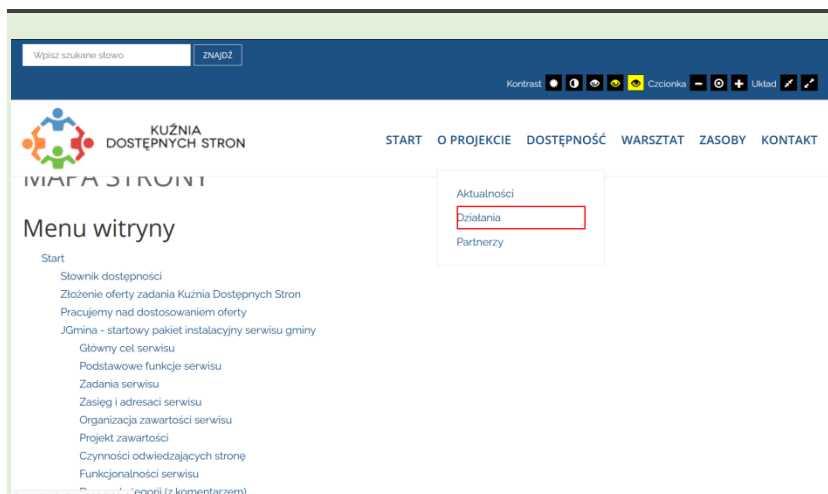 Wpisz szukane słowo
ZNAJDŹ
Kontrast
Czcionka
Układ
KUŹNIA
DOSTĘPNYCH STRON
START O PROJEKCIE DOSTĘPNOŚĆ WARSZTAT ZASOBY KONTAKT
MAPA STRONY
Aktualności
Działania
Partnerzy
Menu witryny
Start
Słownik dostępności
Złożenie oferty zadania Kuźnia Dostępnych Stron
Pracujemy nad dostosowaniem oferty
JGmina - startowy pakiet instalacyjny serwisu gminy
Główny cel serwisu
Podstawowe funkcje serwisu
Zadania serwisu
Zasięg i adresaci serwisu
Organizacja zawartości serwisu
Projekt zawartości
Czynności odwiedzających stronę
Funkcjonalności serwisu
(z komentarzem)